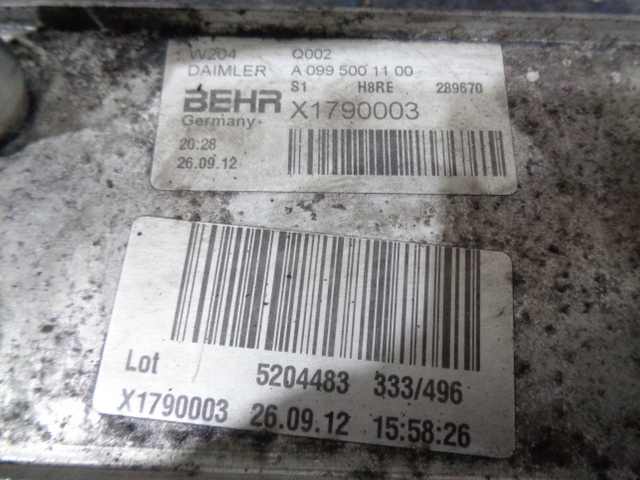 W204 Q002
DAIMLER A 099 500 11 00
S1 H8RE 289670
BEHR X1790003
Germany
20:28
26.09.12
Lot 5204483 333/496
X1790003 26.09.12 15:58:26